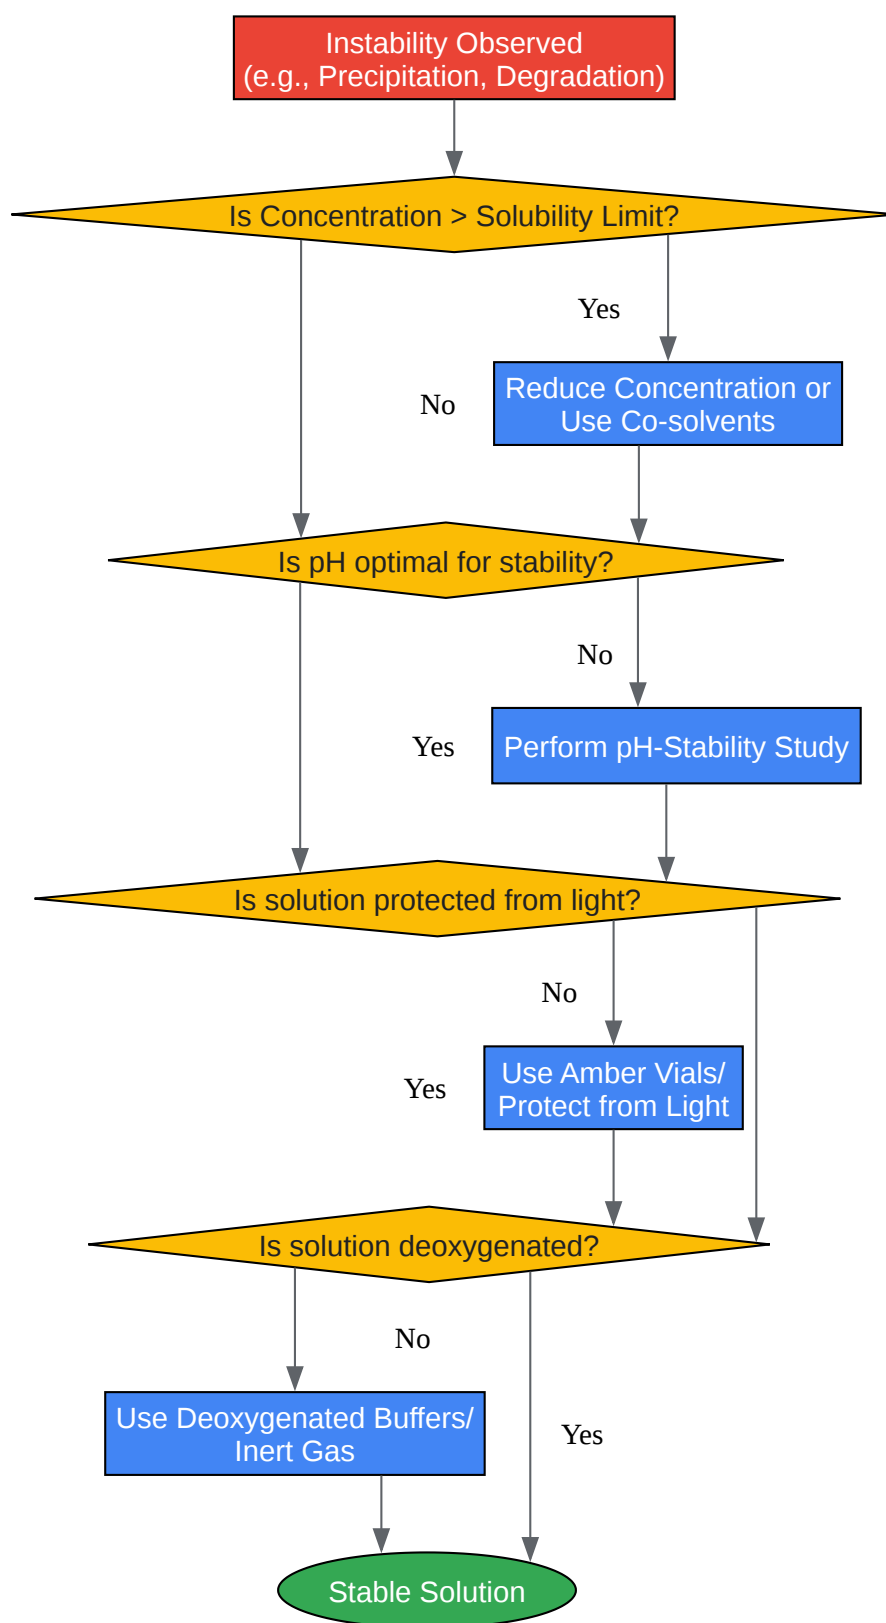 Instability Observed
(e.g., Precipitation, Degradation)
Is Concentration > Solubility Limit?
Yes
No
Reduce Concentration or
Use Co-solvents
Is pH optimal for stability?
No
Yes
Perform pH-Stability Study
Is solution protected from light?
No
Yes
Use Amber Vials/
Protect from Light
Is solution deoxygenated?
No
Use Deoxygenated Buffers/
Inert Gas
Yes
Stable Solution